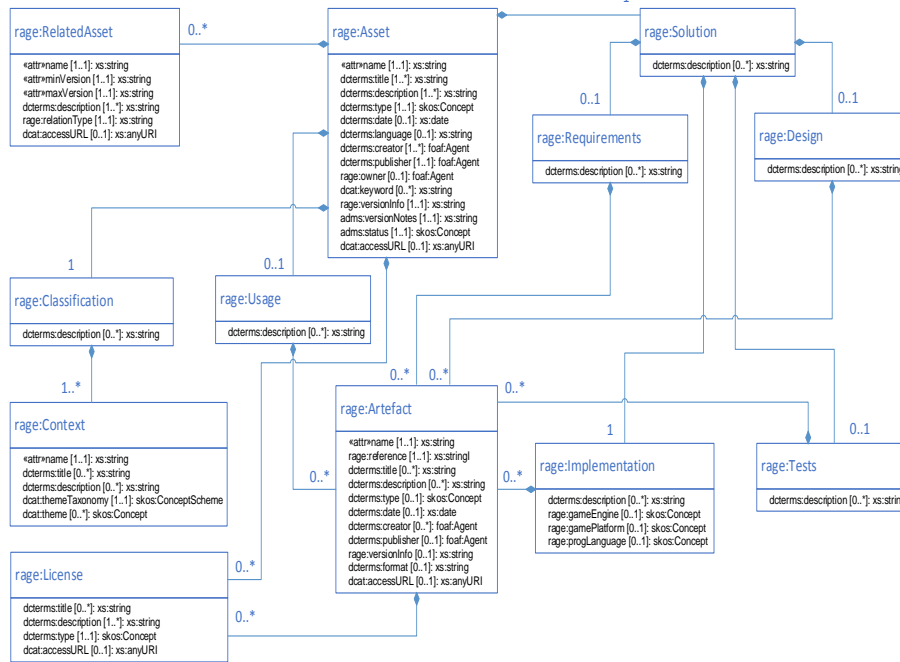 rage:RelatedAsset
«attr»name [1..1]: xs:string
«attr»minVersion [1..1]: xs:string
«attr»maxVersion [1..1]: xs:string
dcterms:description [1..*]: xs:string
rage:relationType [1..1]: xs:string
dcat:accessURL [0..1]: xs:anyURI
0..*
rage:Asset
«attr»name [1..1]: xs:string
dcterms:title [1..*]: xs:string
dcterms:description [1..*]: xs:string
dcterms:type [1..1]: skos:Concept
dcterms:date [0..1]: xs:date
dcterms:language [0..1]: xs:string
dcterms:creator [1..*]: foaf:Agent
dcterms:publisher [1..1]: foaf:Agent
rage:owner [0..1]: foaf:Agent
dcat:keyword [0..*]: xs:string
rage:versionInfo [1..1]: xs:string
adms:versionNotes [1..1]: xs:string
adms:status [1..1]: skos:Concept
dcat:accessURL [0..1]: xs:anyURI
rage:Solution
dcterms:description [0..*]: xs:string
0..1
0..1
rage:Requirements
dcterms:description [0..*]: xs:string
rage:Design
dcterms:description [0..*]: xs:string
1
0..1
rage:Classification
dcterms:description [0..*]: xs:string
rage:Usage
dcterms:description [0..*]: xs:string
1..*
0..*
0..*
0..*
rage:Context
«attr»name [1..1]: xs:string
dcterms:title [0..*]: xs:string
dcterms:description [0..*]: xs:string
dcat:themeTaxonomy [1..1]: skos:ConceptScheme
dcat:theme [0..*]: skos:Concept
rage:Artefact
«attr»name [1..1]: xs:string
rage:reference [1..1]: xs:stringI
dcterms:title [0..*]: xs:string
dcterms:description [0..*]: xs:string
dcterms:type [0..1]: skos:Concept
dcterms:date [0..1]: xs:date
dcterms:creator [0..*]: foaf:Agent
dcterms:publisher [0..1]: foaf:Agent
rage:versionInfo [0..1]: xs:string
dcterms:format [0..1]: xs:string
dcat:accessURL [0..1]: xs:anyURI
1
0..1
rage:Implementation
dcterms:description [0..*]: xs:string
rage:gameEngine [0..1]: skos:Concept
rage:gamePlatform [0..1]: skos:Concept
rage:progLanguage [0..1]: skos:Concept
rage:Tests
dcterms:description [0..*]: xs:string
0..*
0..*
0..*
0..*
rage:License
dcterms:title [0..*]: xs:string
dcterms:description [1..*]: xs:string
dcterms:type [1..1]: skos:Concept
dcat:accessURL [0..1]: xs:anyURI